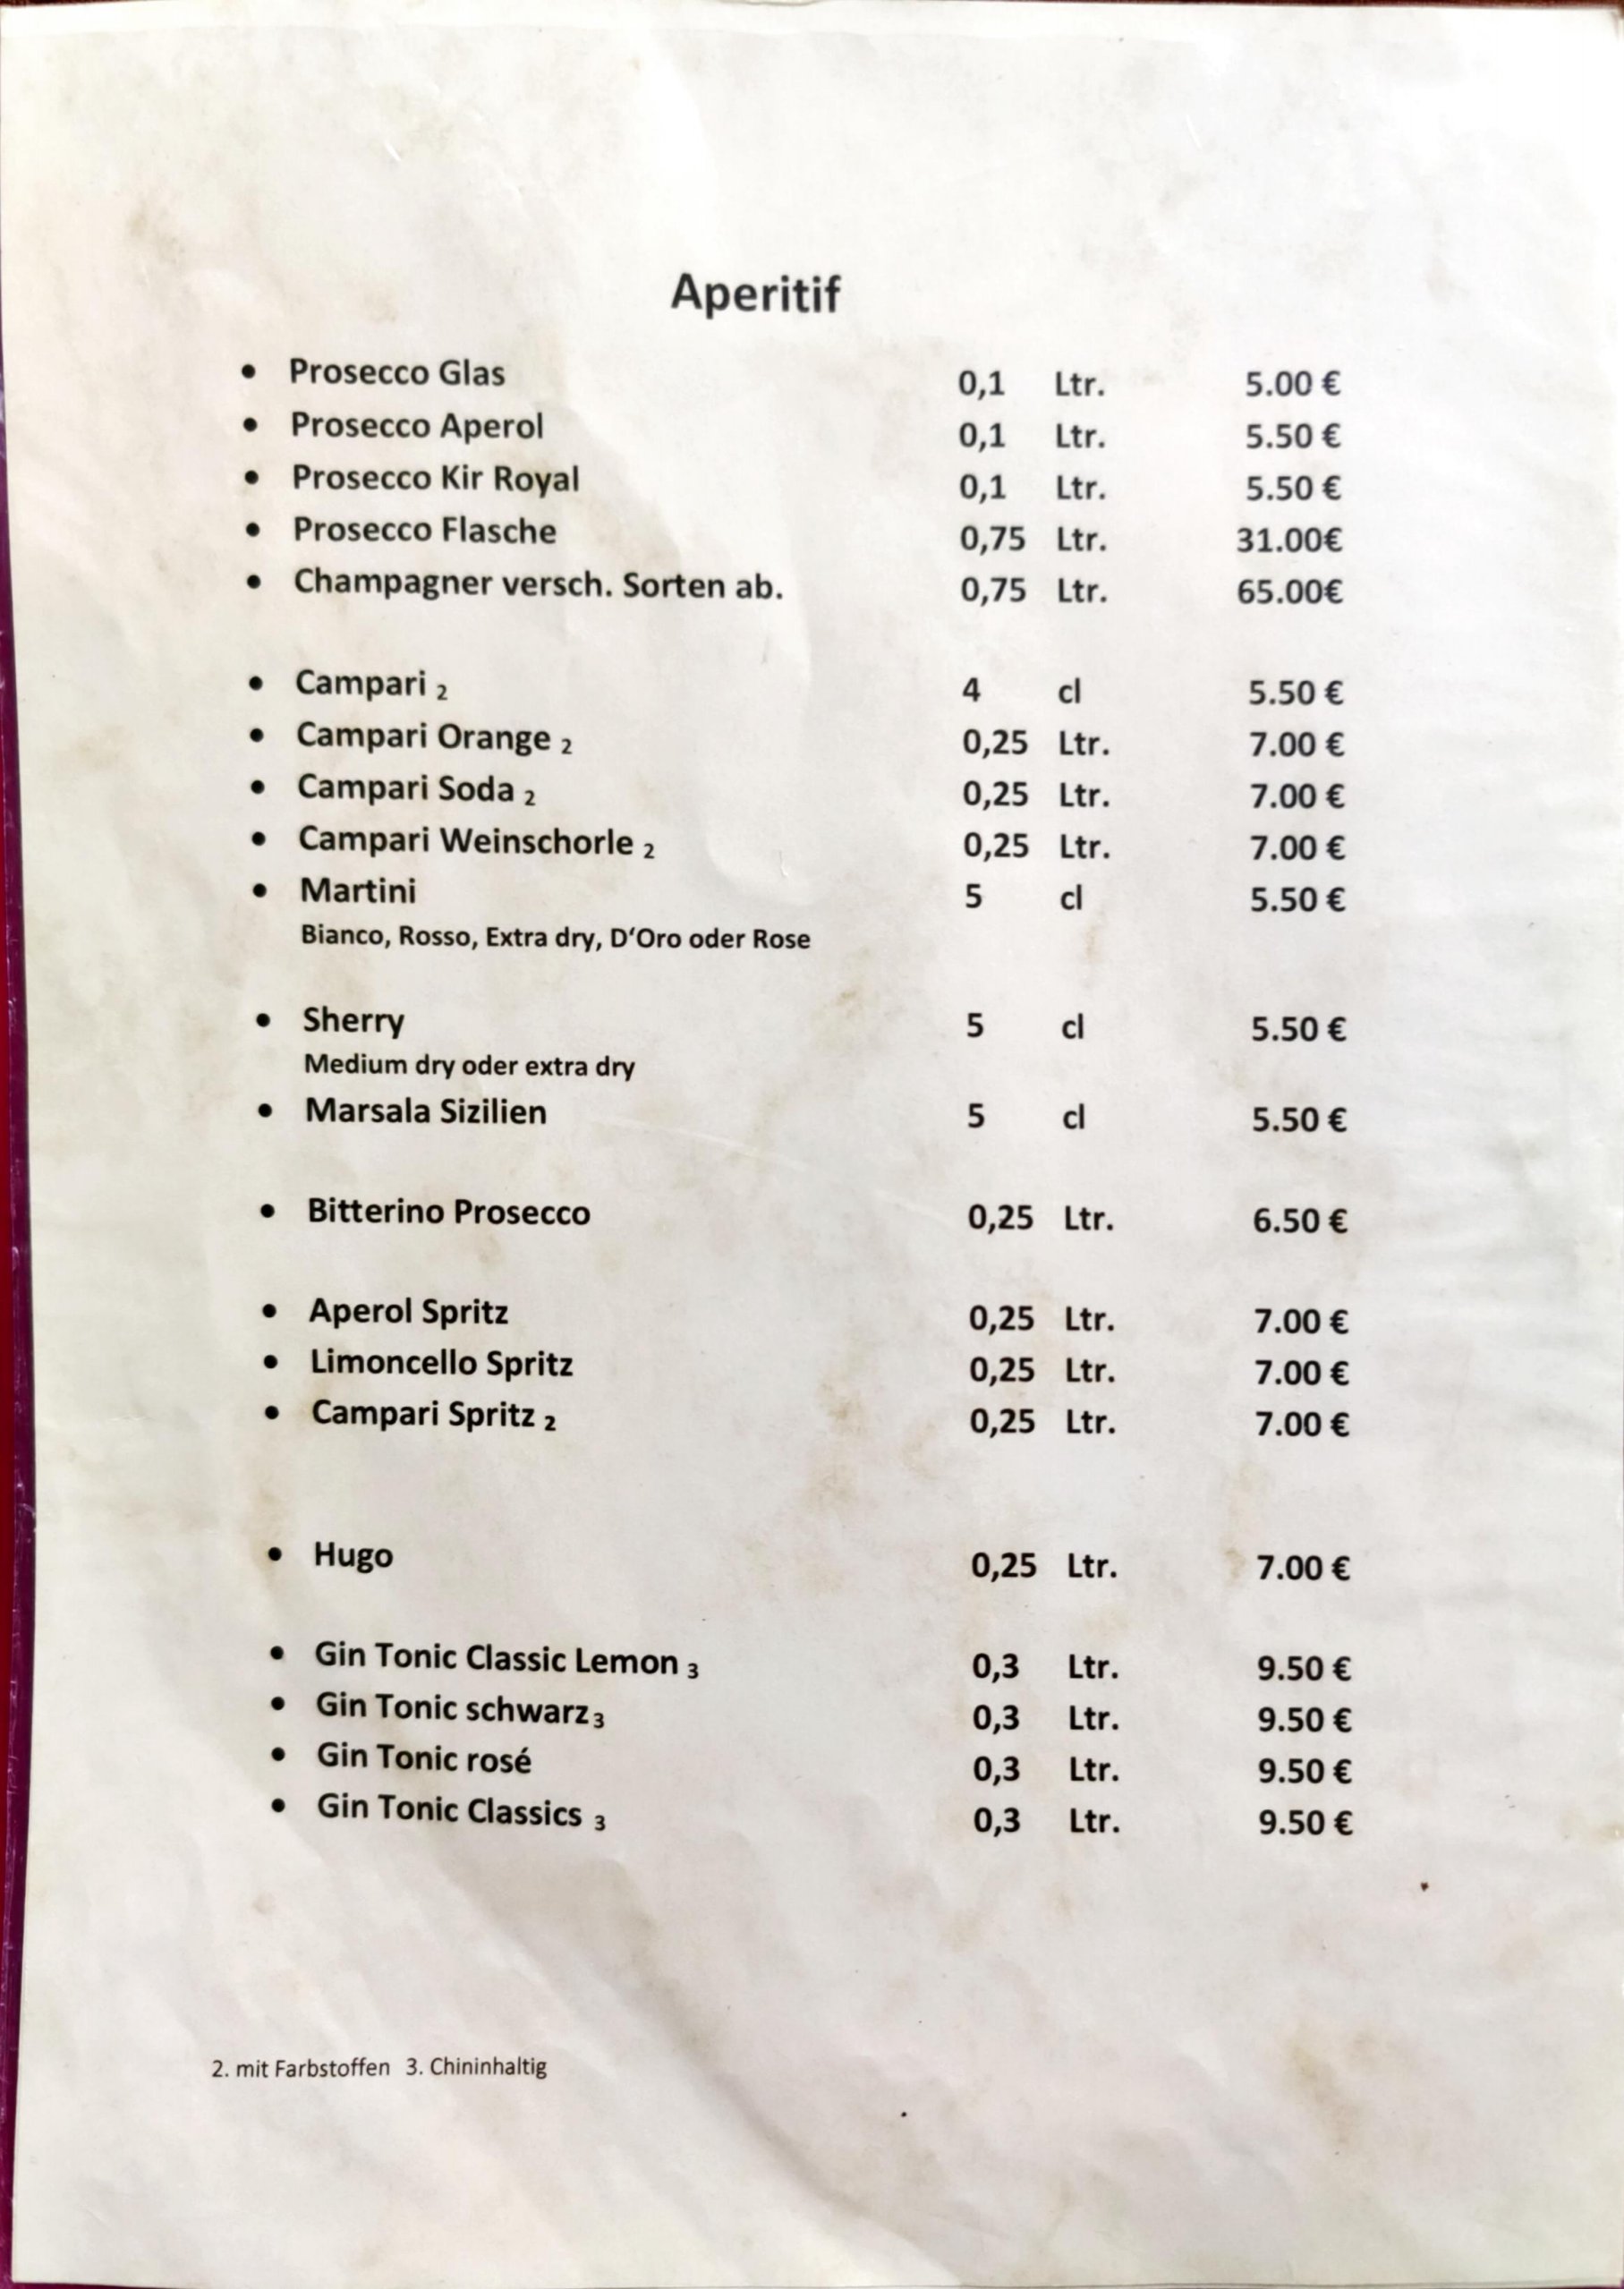 Aperitif
• Prosecco Glas 0,1 Ltr. 5.00 €
• Prosecco Aperol 0,1 Ltr. 5.50 €
• Prosecco Kir Royal 0,1 Ltr. 5.50 €
• Prosecco Flasche 0,75 Ltr. 31.00€
• Champagner versch. Sorten ab. 0,75 Ltr. 65.00€
• Campari 2 4 cl 5.50 €
• Campari Orange 2 0,25 Ltr. 7.00 €
• Campari Soda 2 0,25 Ltr. 7.00 €
• Campari Weinschorle 2 0,25 Ltr. 7.00 €
• Martini 5 cl 5.50 €
Bianco, Rosso, Extra dry, D‘Oro oder Rose
• Sherry 5 cl 5.50 €
Medium dry oder extra dry
• Marsala Sizilien 5 cl 5.50 €
• Bitterino Prosecco 0,25 Ltr. 6.50 €
• Aperol Spritz 0,25 Ltr. 7.00 €
• Limoncello Spritz 0,25 Ltr. 7.00 €
• Campari Spritz 2 0,25 Ltr. 7.00 €
• Hugo 0,25 Ltr. 7.00 €
• Gin Tonic Classic Lemon 3 0,3 Ltr. 9.50 €
• Gin Tonic schwarz 3 0,3 Ltr. 9.50 €
• Gin Tonic rosé 0,3 Ltr. 9.50 €
• Gin Tonic Classics 3 0,3 Ltr. 9.50 €
2. mit Farbstoffen 3. Chininhaltig